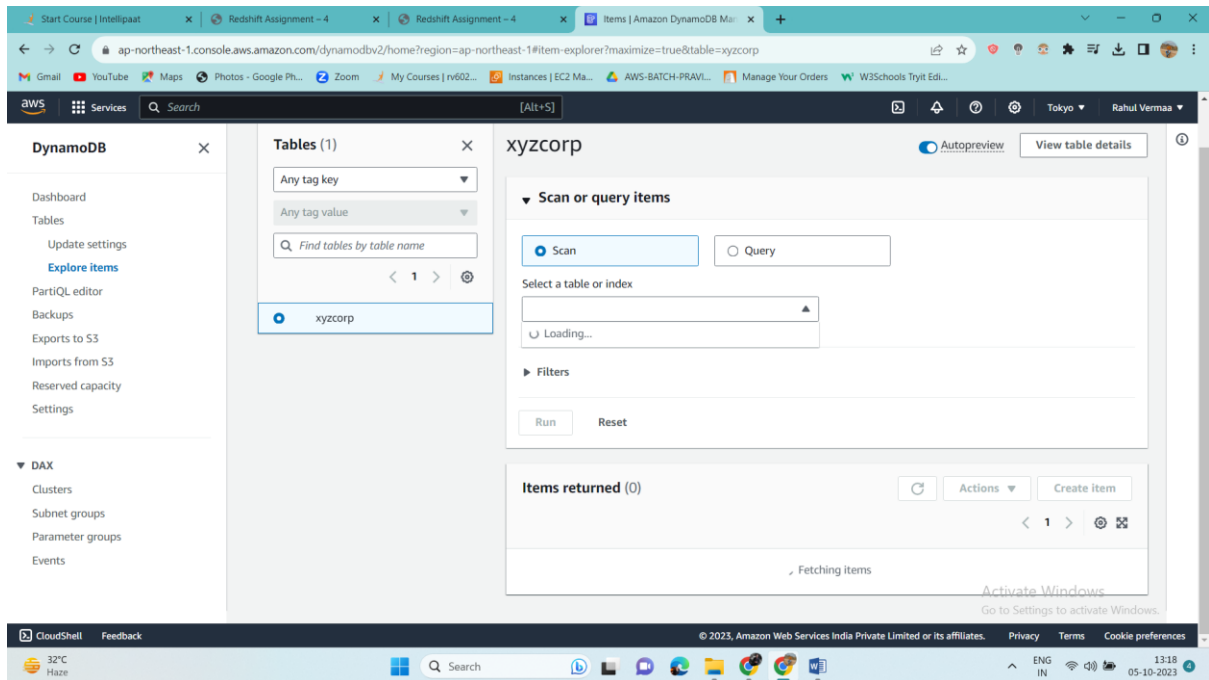 Start Course | Intellipaat
Redshift Assignment – 4
Redshift Assignment – 4
Items | Amazon DynamoDB Man
ap-northeast-1.console.aws.amazon.com/dynamodbv2/home?region=ap-northeast-1#item-explorer?maximize=true&table=xyzcorp
Gmail YouTube Maps Photos - Google Ph... Zoom My Courses | rv602... Instances | EC2 Ma... AWS-BATCH-PRAVI... Manage Your Orders W3Schools Tryit Edi...
aws Services Search [Alt+S] Tokyo Rahul Vermaa
DynamoDB
Dashboard
Tables
Update settings
Explore items
PartiQL editor
Backups
Exports to S3
Imports from S3
Reserved capacity
Settings
DAX
Clusters
Subnet groups
Parameter groups
Events
Tables (1)
Any tag key
Any tag value
Find tables by table name
1
xyzcorp
xyzcorp
Autopreview View table details
Scan or query items
Scan Query
Select a table or index
Loading...
Filters
Run Reset
Items returned (0)
Actions Create item
1
Fetching items
Activate Windows
Go to Settings to activate Windows.
CloudShell Feedback © 2023, Amazon Web Services India Private Limited or its affiliates. Privacy Terms Cookie preferences
32°C
Haze
Search
ENG
IN
13:18
05-10-2023
4